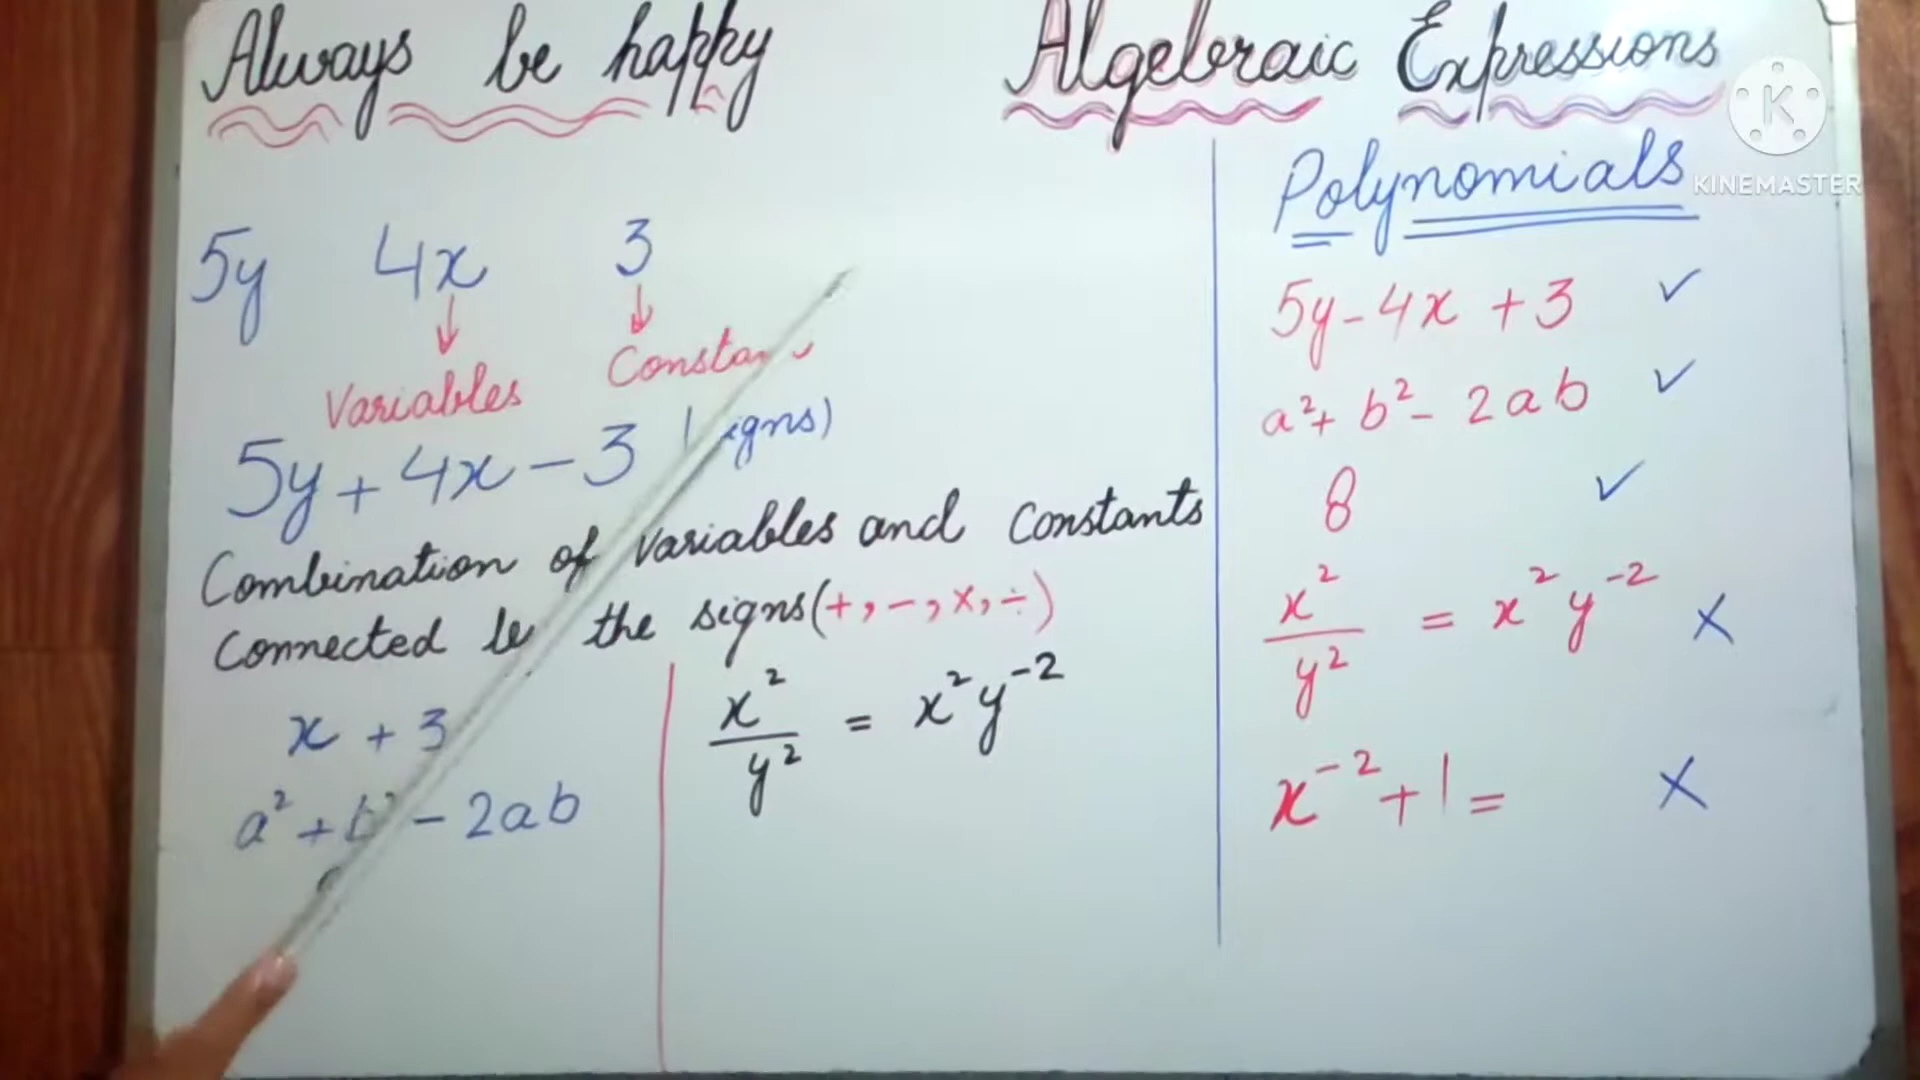 Always be happy
Algeberaic Expressions
KINEMASTER
5y 4x 3
Variables
5y + 4x - 3
Combination of variables and Constants
Connected the signs(+, -, x, ÷)
x + 3
a² + - 2ab
x²/y² = x²y⁻²
Polynomials
5y - 4x + 3 ✓
a² + b² - 2ab ✓
8 ✓
x²/y² = x²y⁻² ×
x⁻² + 1 = ×